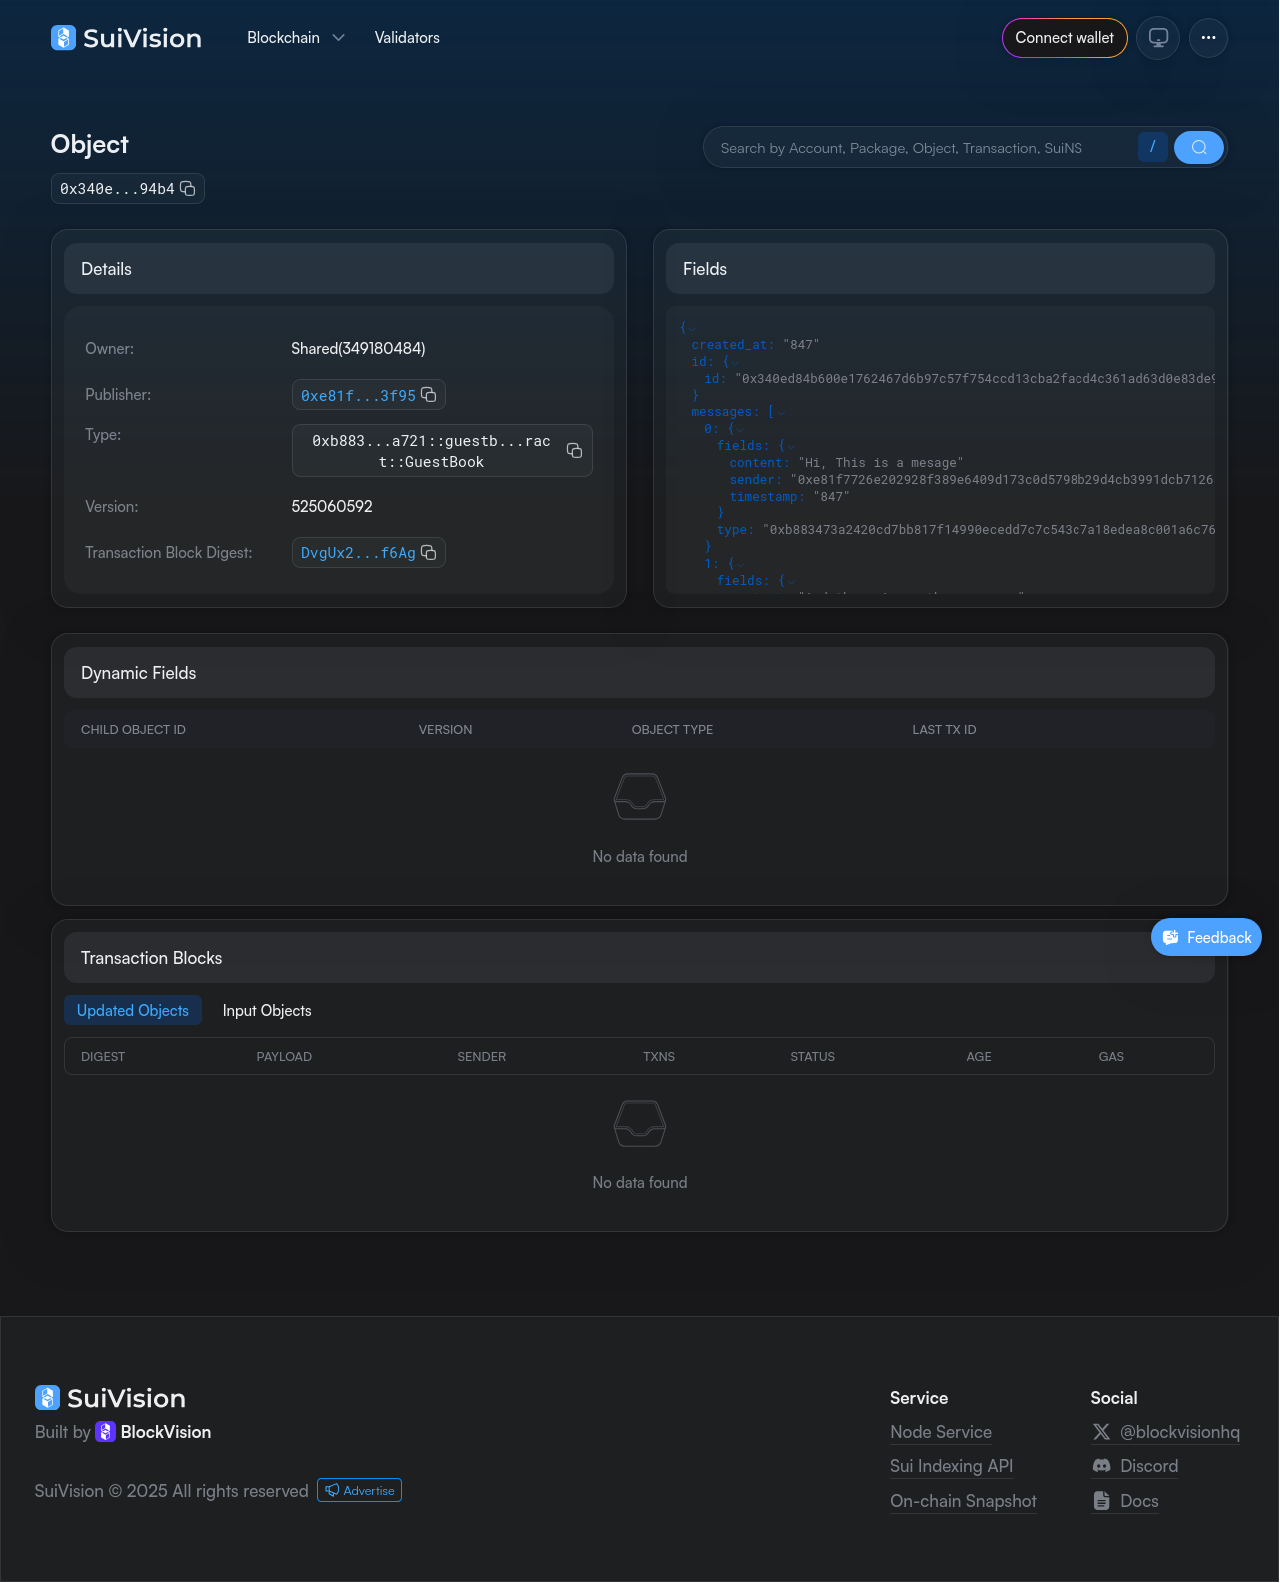 SuiVision
Blockchain
Validators
Connect wallet
Object
0x340e...94b4
Search by Account, Package, Object, Transaction, SuiNS
/
Details
Owner:
Shared(349180484)
Publisher:
0xe81f...3f95
Type:
0xb883...a721::guestb...rac
t::GuestBook
Version:
525060592
Transaction Block Digest:
DvgUx2...f6Ag
Fields
{
created_at: "847"
id: {
id: "0x340ed84b600e1762467d6b97c57f754ccd13cba2facd4c361ad63d0e83de9
}
messages: [
0: {
fields: {
content: "Hi, This is a mesage"
sender: "0xe81f7726e202928f389e6409d173c0d5798b29d4cb3991dcb7126
timestamp: "847"
}
type: "0xb883473a2420cd7bb817f14990ecedd7c7c543c7a18edea8c001a6c76
}
1: {
fields: {
Dynamic Fields
CHILD OBJECT ID
VERSION
OBJECT TYPE
LAST TX ID
No data found
Feedback
Transaction Blocks
Updated Objects
Input Objects
DIGEST
PAYLOAD
SENDER
TXNS
STATUS
AGE
GAS
No data found
SuiVision
Built by BlockVision
SuiVision © 2025 All rights reserved
Advertise
Service
Node Service
Sui Indexing API
On-chain Snapshot
Social
@blockvisionhq
Discord
Docs